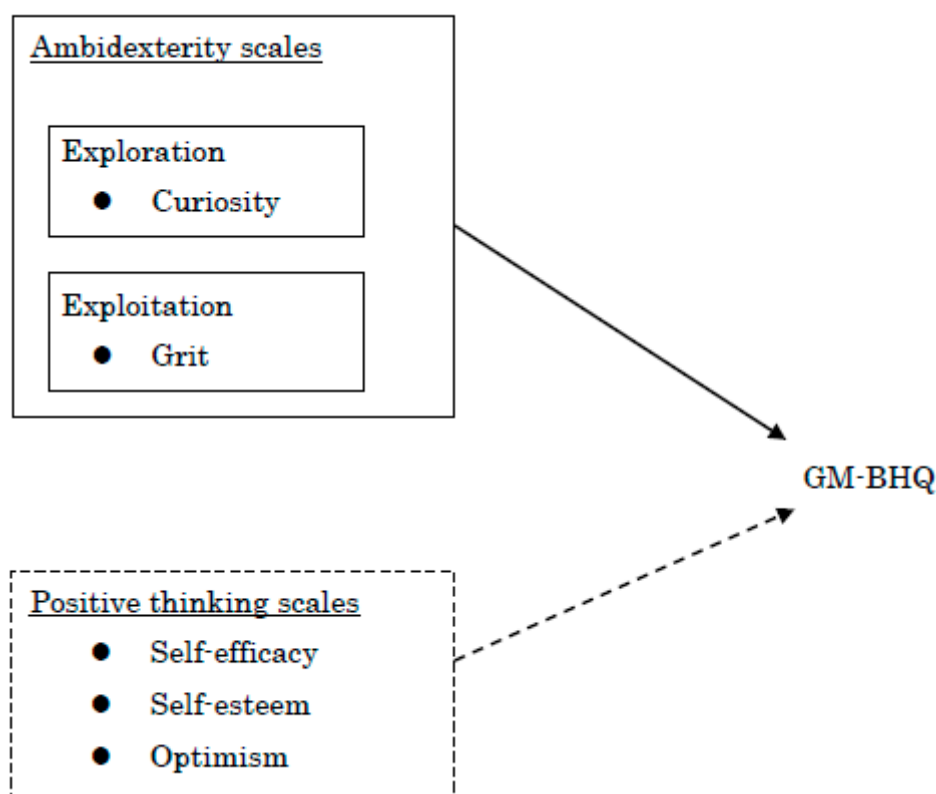 Ambidexterity scales
Exploration
● Curiosity
Exploitation
● Grit
GM-BHQ
Positive thinking scales
● Self-efficacy
● Self-esteem
● Optimism